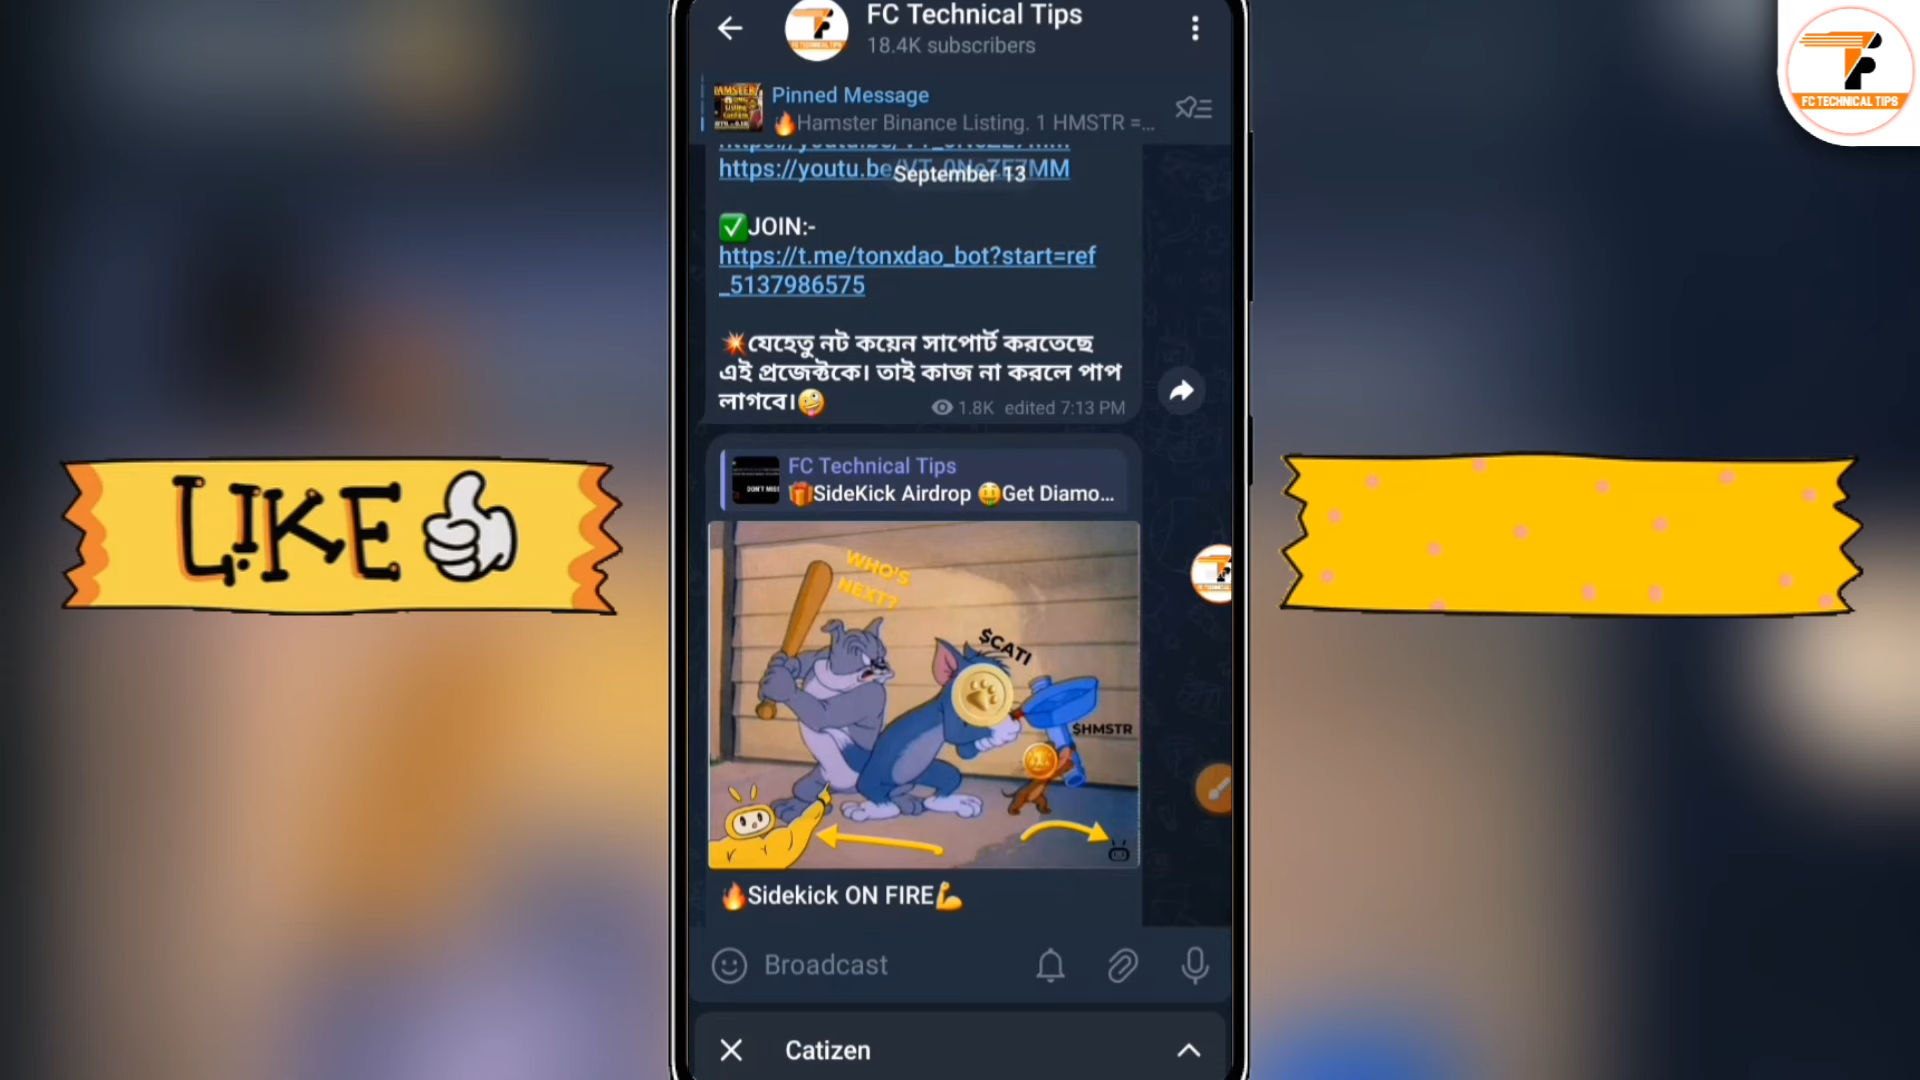 FC Technical Tips
18.4K subscribers
Pinned Message
🔥Hamster Binance Listing. 1 HMSTR =...
September 13
✅JOIN:-
https://t.me/tonxdao_bot?start=ref
_5137986575
💥যেহেতু নট কয়েন সাপোর্ট করতেছে
এই প্রজেক্টকে। তাই কাজ না করলে পাপ
লাগবে।🤪
1.8K edited 7:13 PM
FC Technical Tips
🎁SideKick Airdrop 🤑Get Diamo...
DON'T MISS
WHO'S
NEXT?
$CATI
$HMSTR
🔥Sidekick ON FIRE💪
Broadcast
Catizen
LIKE
FC TECHNICAL TIPS